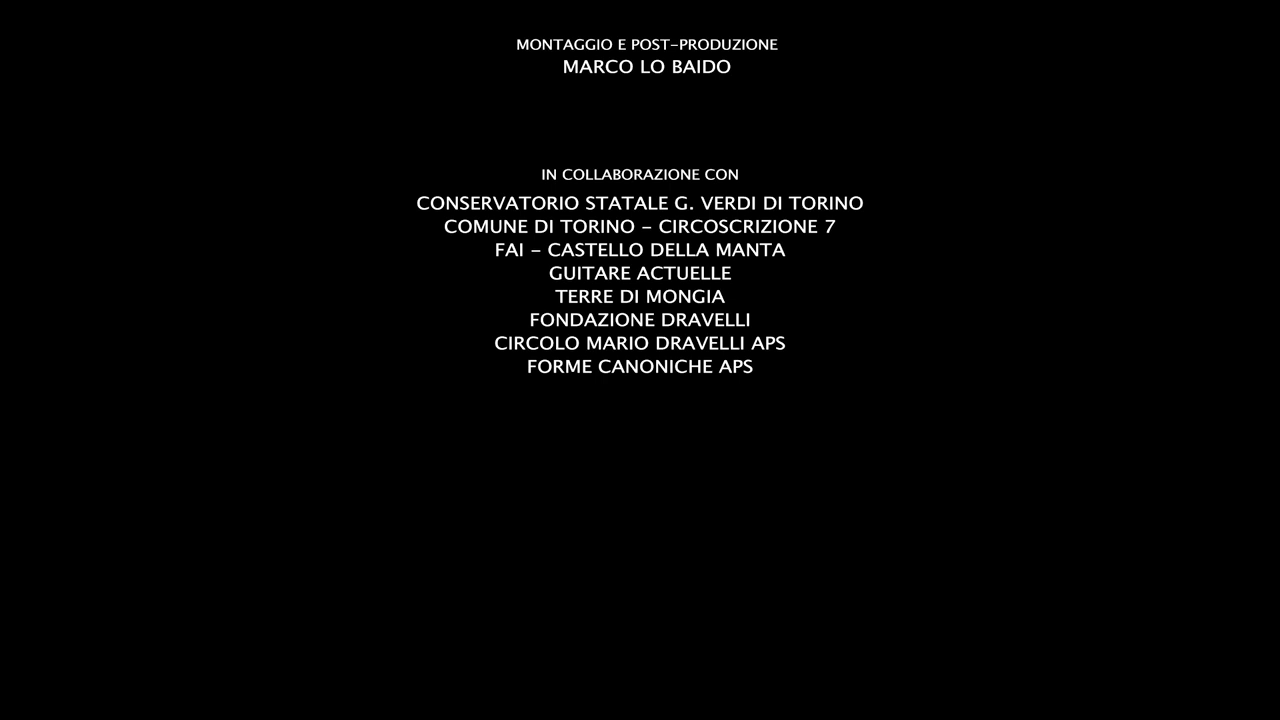 MONTAGGIO E POST-PRODUZIONE
MARCO LO BAIDO
IN COLLABORAZIONE CON
CONSERVATORIO STATALE G. VERDI DI TORINO
COMUNE DI TORINO - CIRCOSCRIZIONE 7
FAI - CASTELLO DELLA MANTA
GUITARE ACTUELLE
TERRE DI MONGIA
FONDAZIONE DRAVELLI
CIRCOLO MARIO DRAVELLI APS
FORME CANONICHE APS